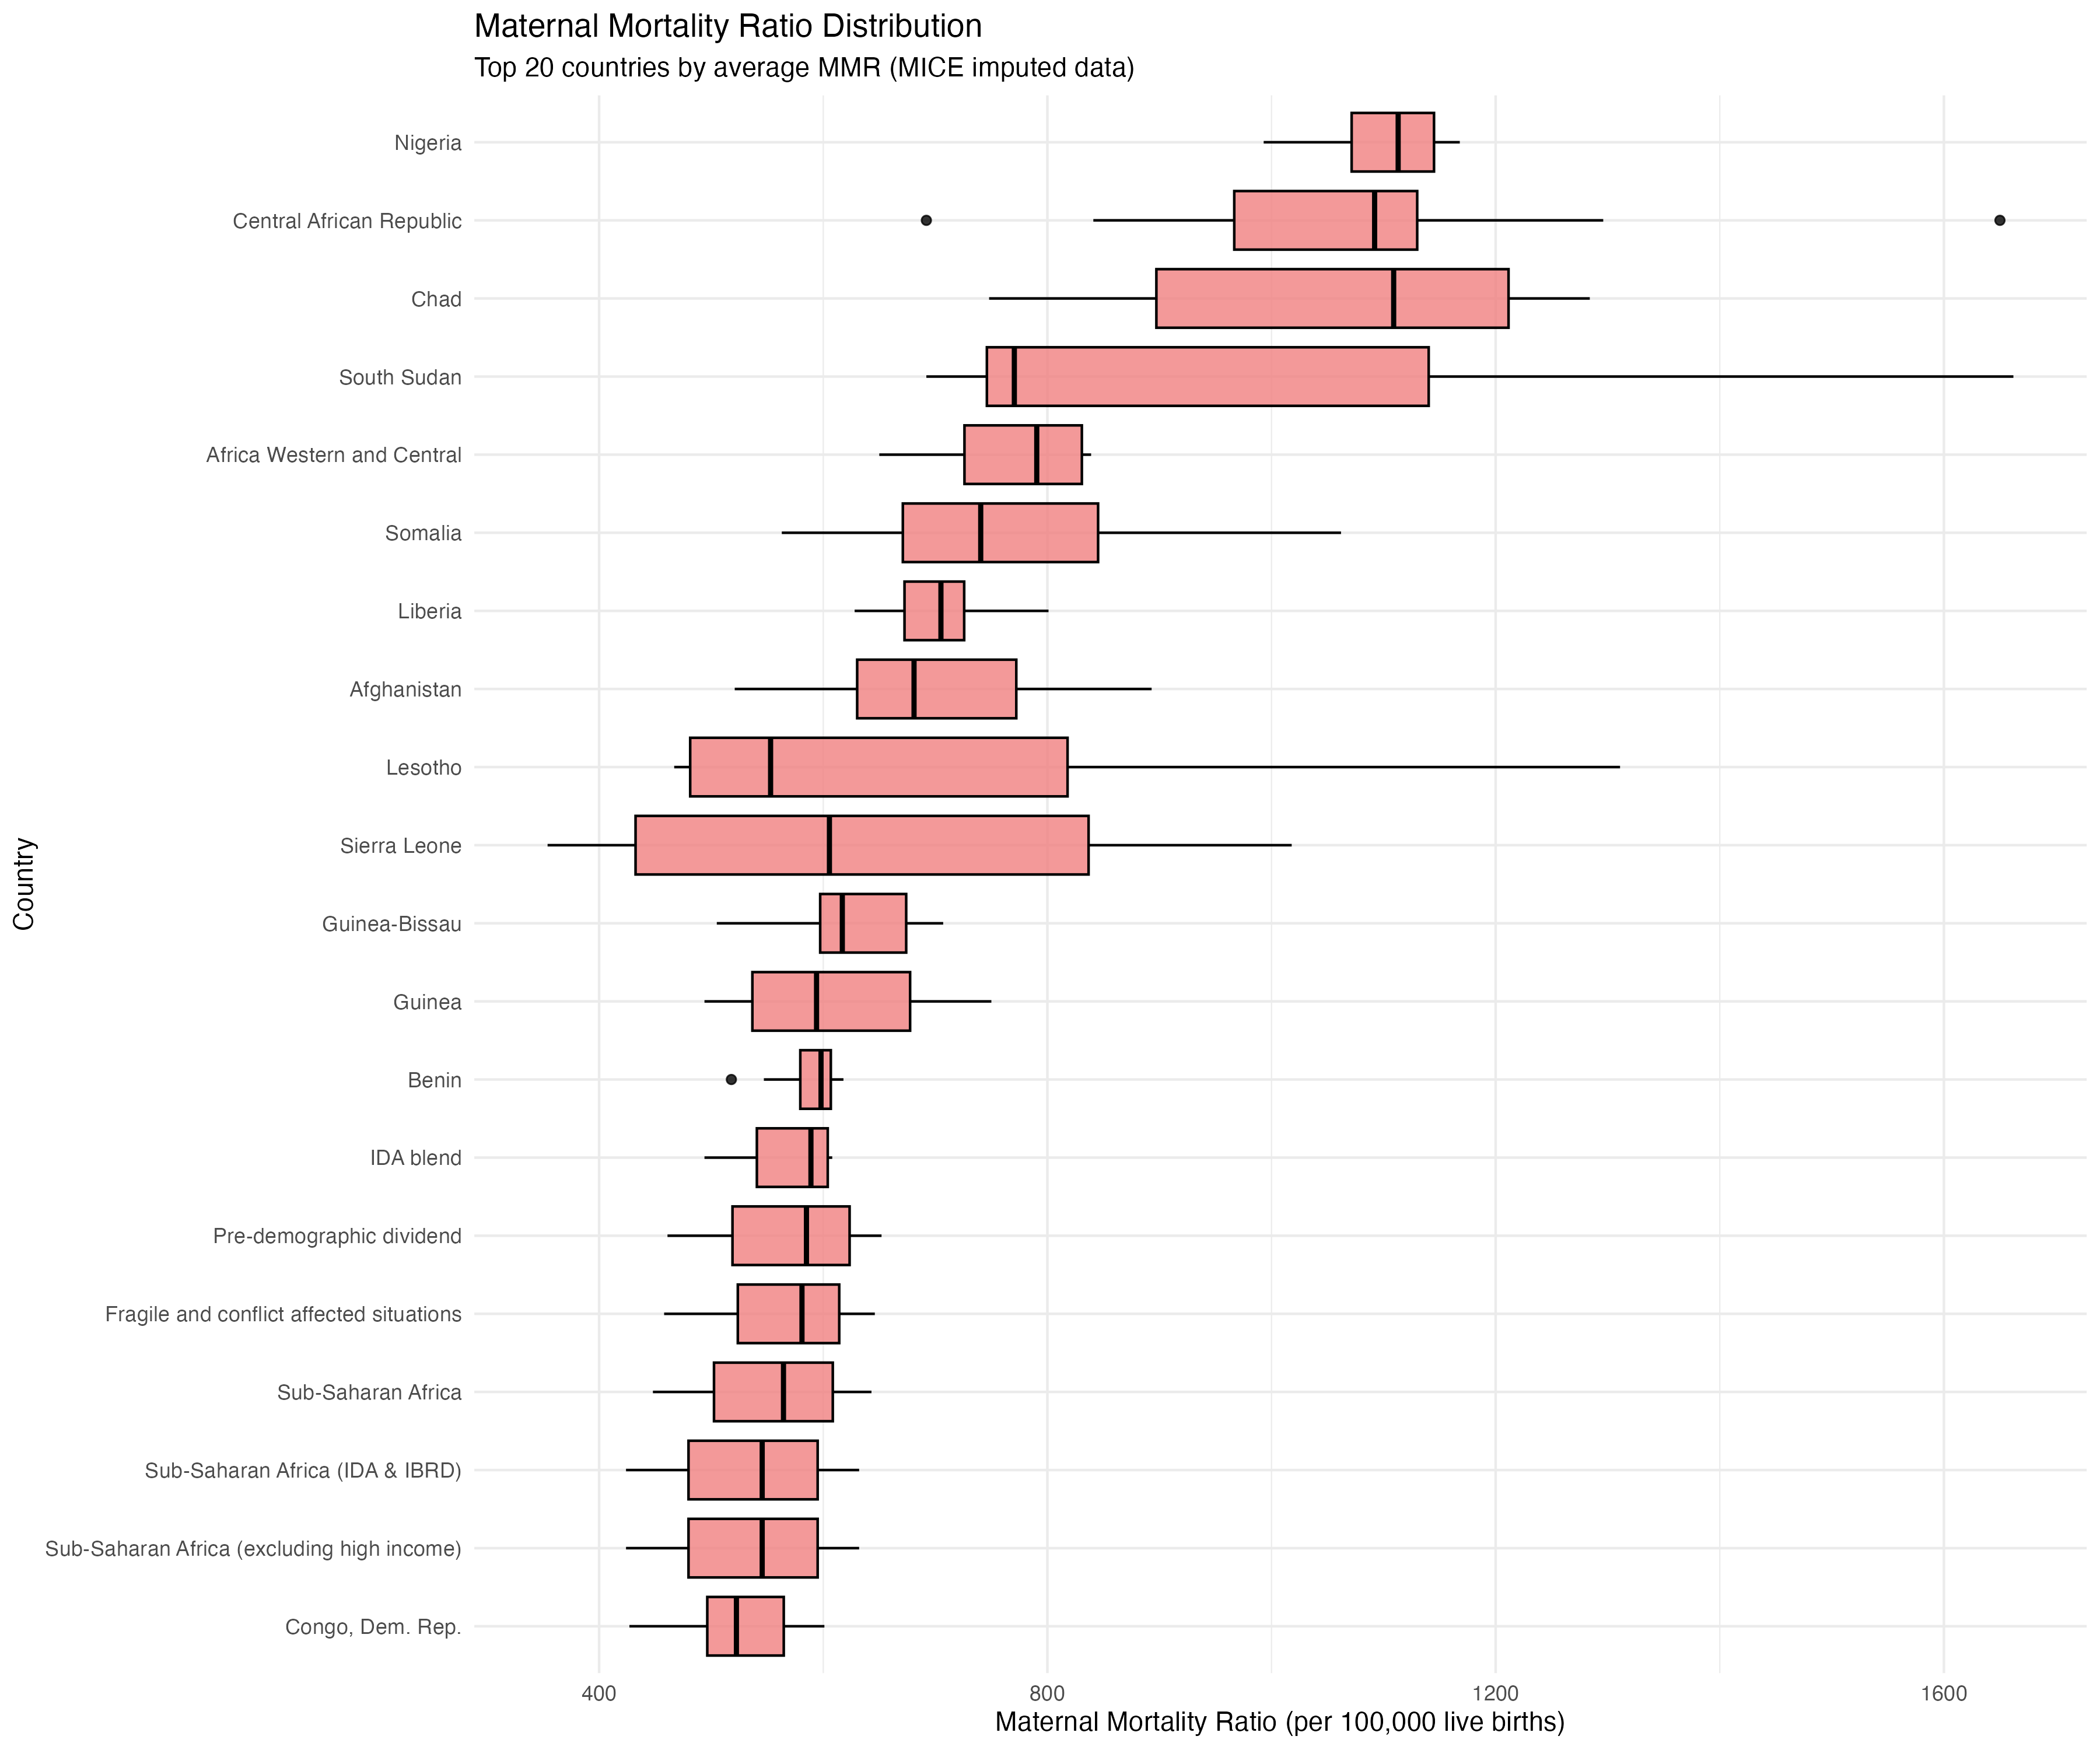 Maternal Mortality Ratio Distribution
Top 20 countries by average MMR (MICE imputed data)
Country
Nigeria
Central African Republic
Chad
South Sudan
Africa Western and Central
Somalia
Liberia
Afghanistan
Lesotho
Sierra Leone
Guinea-Bissau
Guinea
Benin
IDA blend
Pre-demographic dividend
Fragile and conflict affected situations
Sub-Saharan Africa
Sub-Saharan Africa (IDA & IBRD)
Sub-Saharan Africa (excluding high income)
Congo, Dem. Rep.
400 800 1200 1600
Maternal Mortality Ratio (per 100,000 live births)